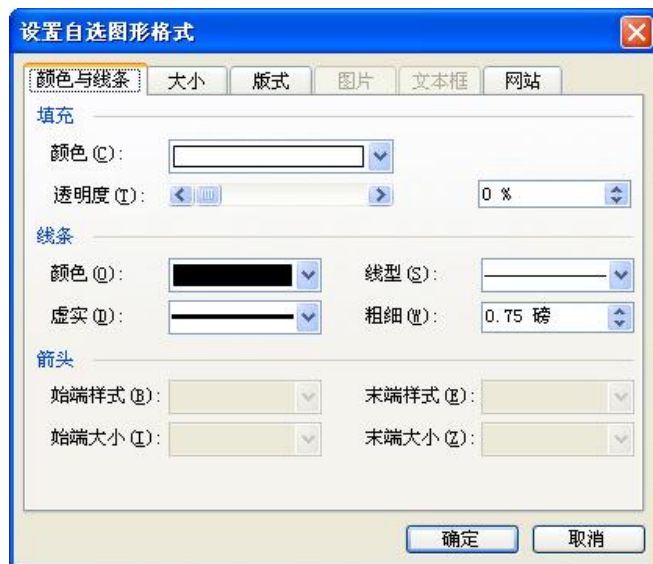 设置自选图形格式
颜色与线条 大小 版式 图片 文本框 网站
填充
颜色(C):
透明度(T): 0 %
线条
颜色(O): 线型(S):
虚实(D): 粗细(W): 0.75 磅
箭头
始端样式(B): 末端样式(E):
始端大小(I): 末端大小(Z):
确定 取消